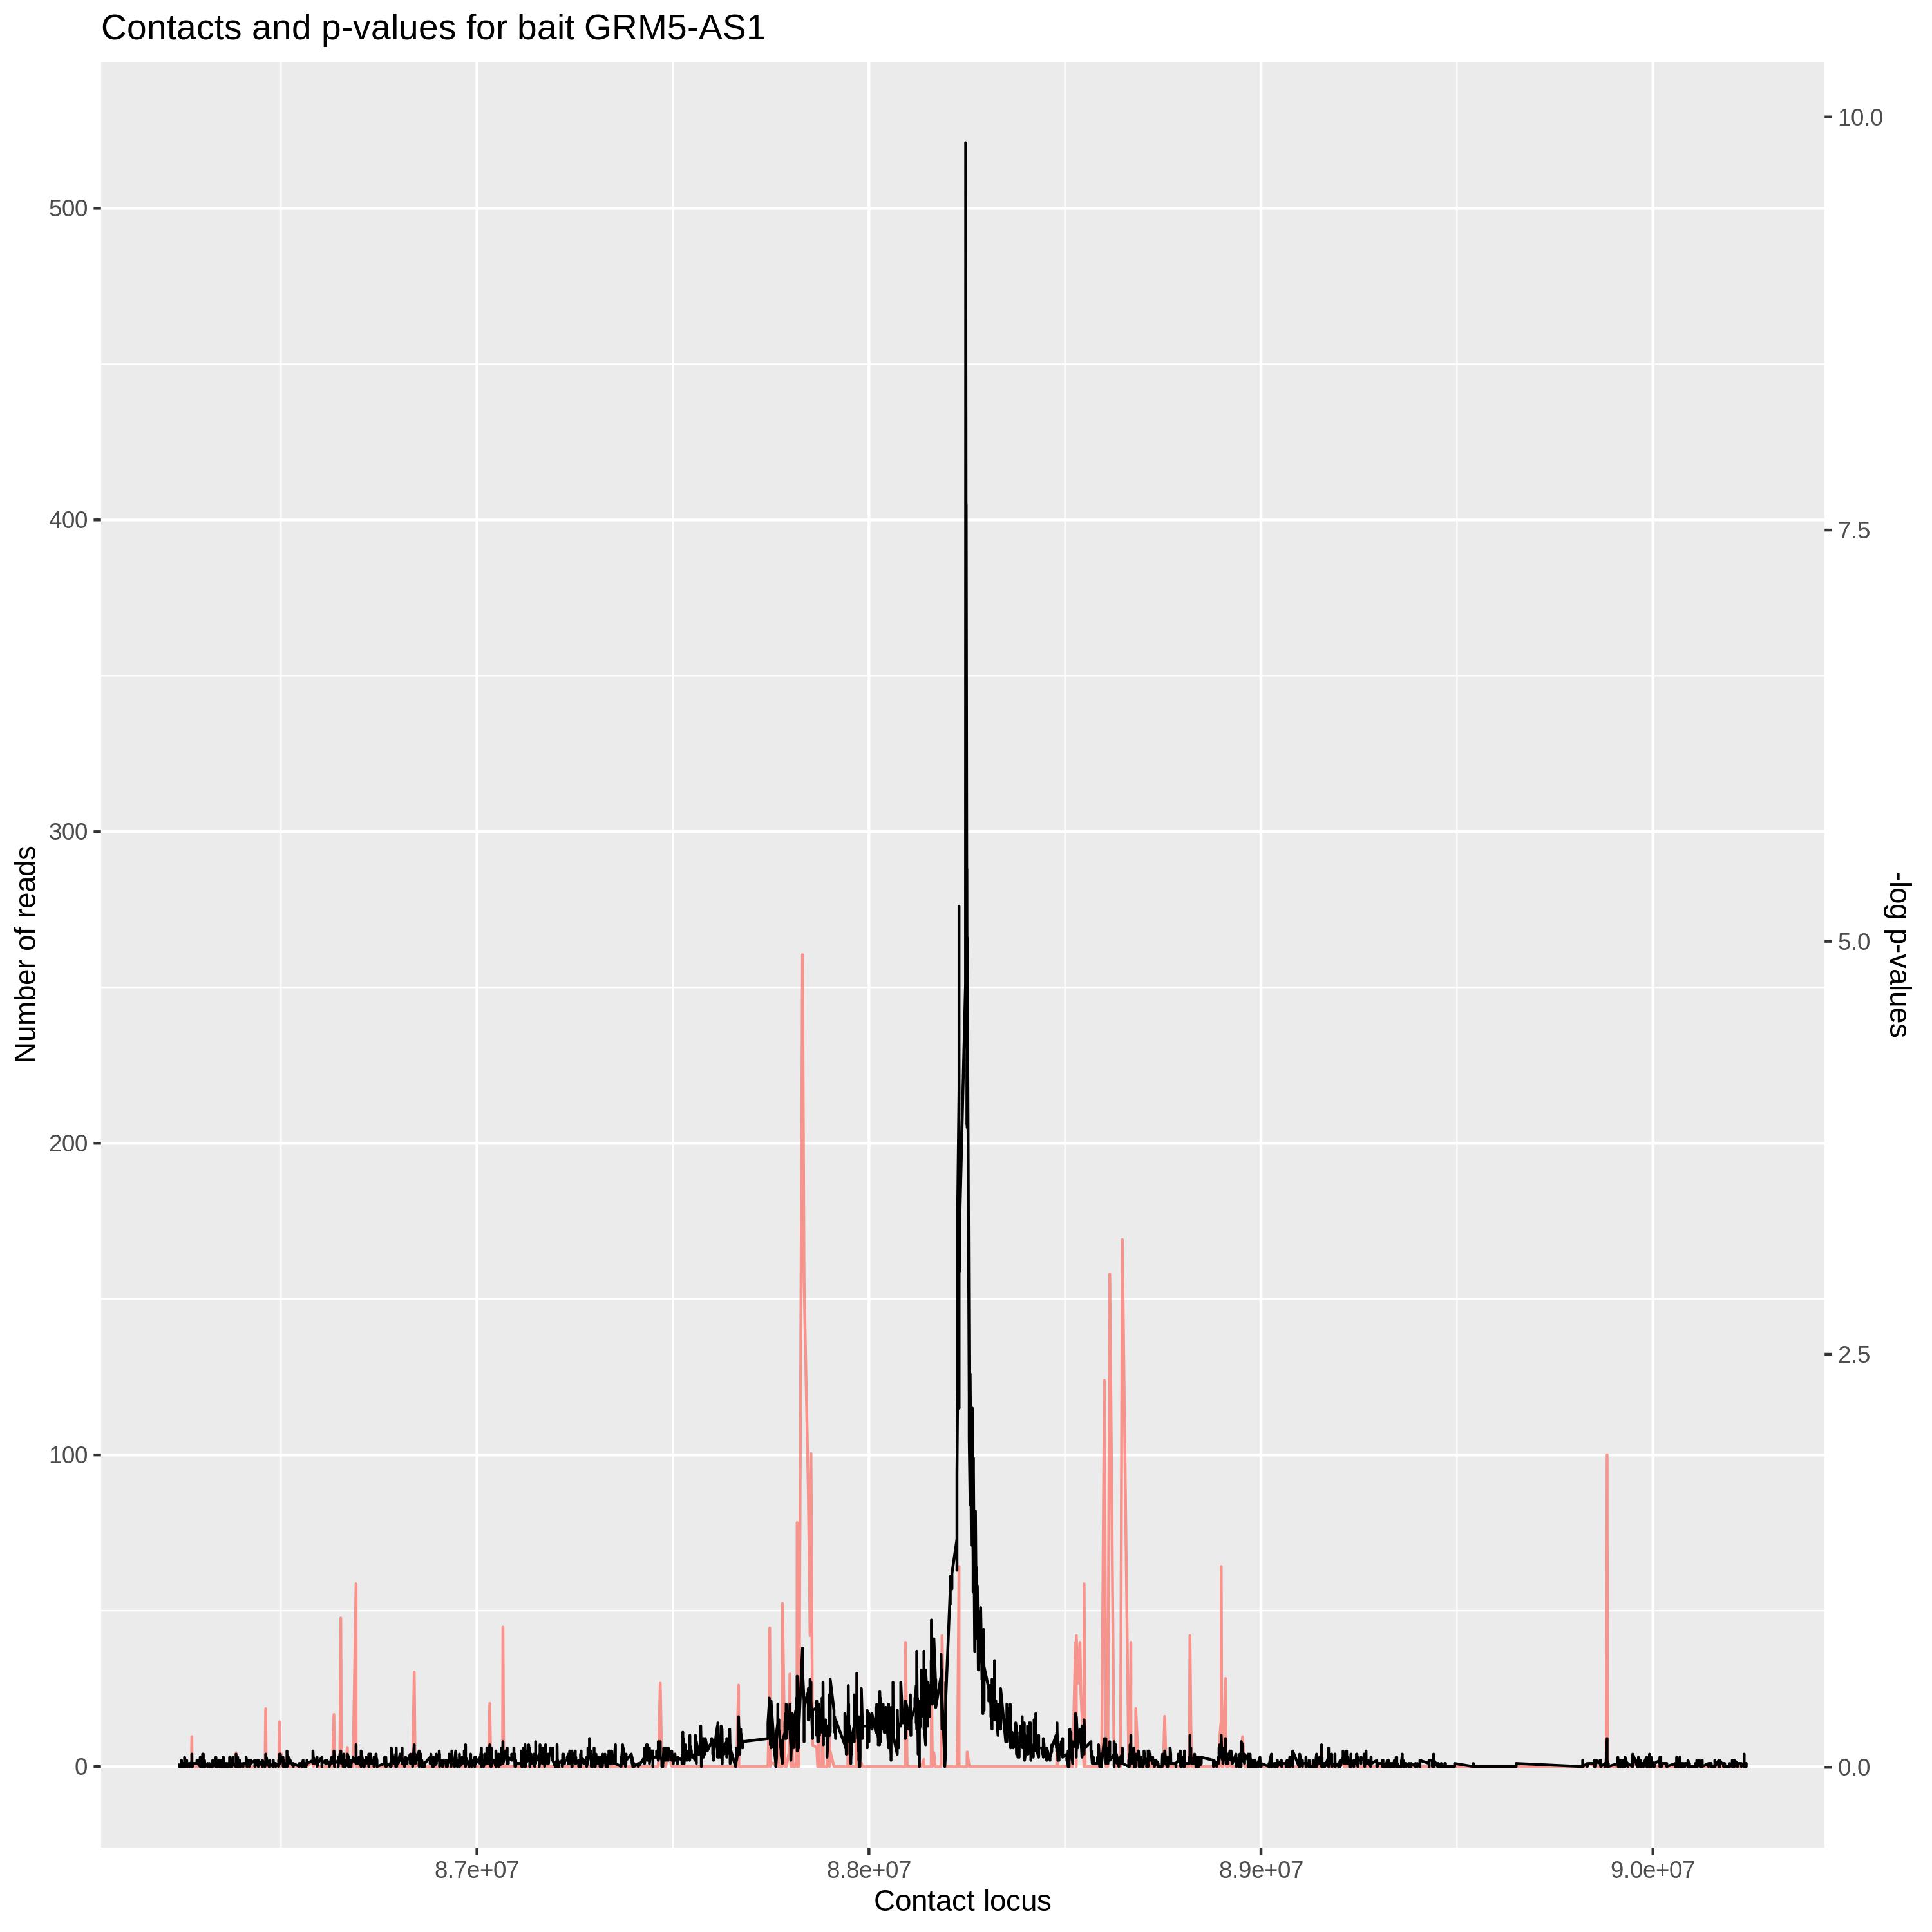 Contacts and p-values for bait GRM5-AS1
10.0
500
400
7.5
300
Number of reads
-log p-values
5.0
200
2.5
100
0
0.0
8.7e+07
8.8e+07
8.9e+07
9.0e+07
Contact locus